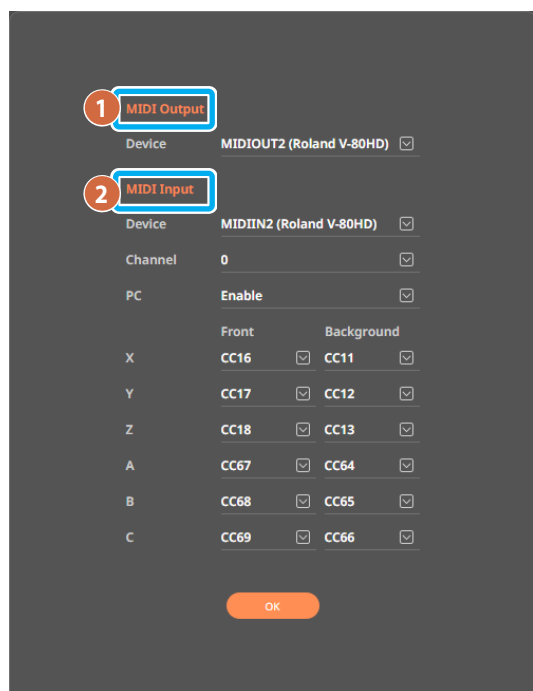 1 MIDI Output
Device MIDIOUT2 (Roland V-80HD)
2 MIDI Input
Device MIDIIN2 (Roland V-80HD)
Channel 0
PC Enable
Front Background
X CC16 CC11
Y CC17 CC12
Z CC18 CC13
A CC67 CC64
B CC68 CC65
C CC69 CC66
OK